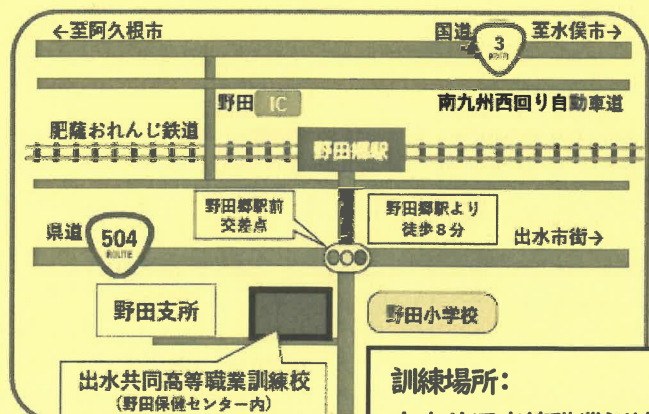 ←至阿久根市
国道
3
ROUTE
至水俣市→
野田 IC
南九州西回り自動車道
肥薩おれんじ鉄道
野田郷駅
野田郷駅前
交差点
野田郷駅より
徒歩8分
県道
504
ROUTE
出水市街→
野田支所
野田小学校
出水共同高等職業訓練校
(野田保健センター内)
訓練場所: